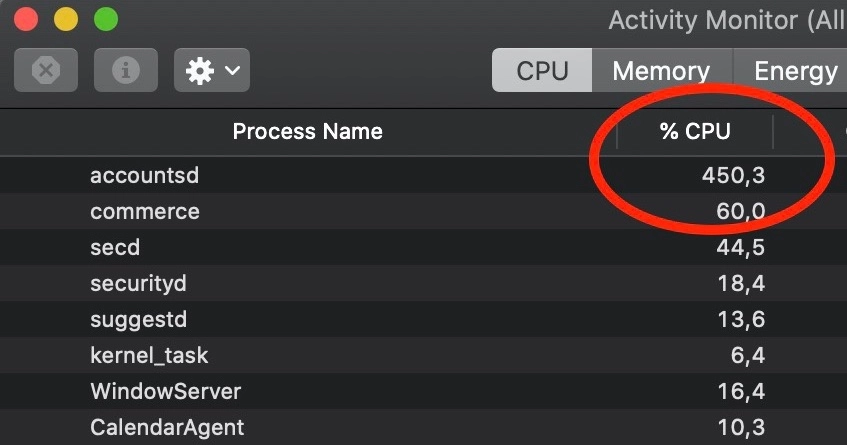 Activity Monitor (All
CPU Memory Energy
Process Name % CPU
accountsd 450,3
commerce 60,0
secd 44,5
securityd 18,4
suggestd 13,6
kernel_task 6,4
WindowServer 16,4
CalendarAgent 10,3